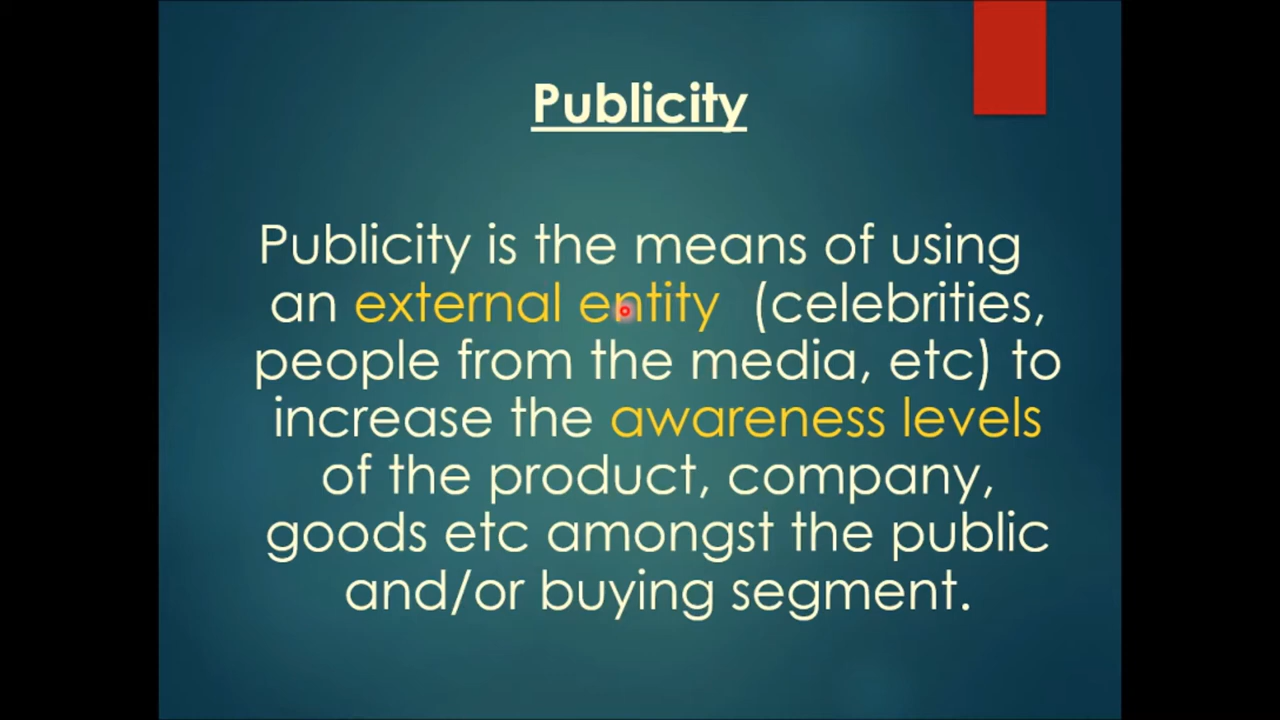 Publicity
Publicity is the means of using
an external entity (celebrities,
people from the media, etc) to
increase the awareness levels
of the product, company,
goods etc amongst the public
and/or buying segment.